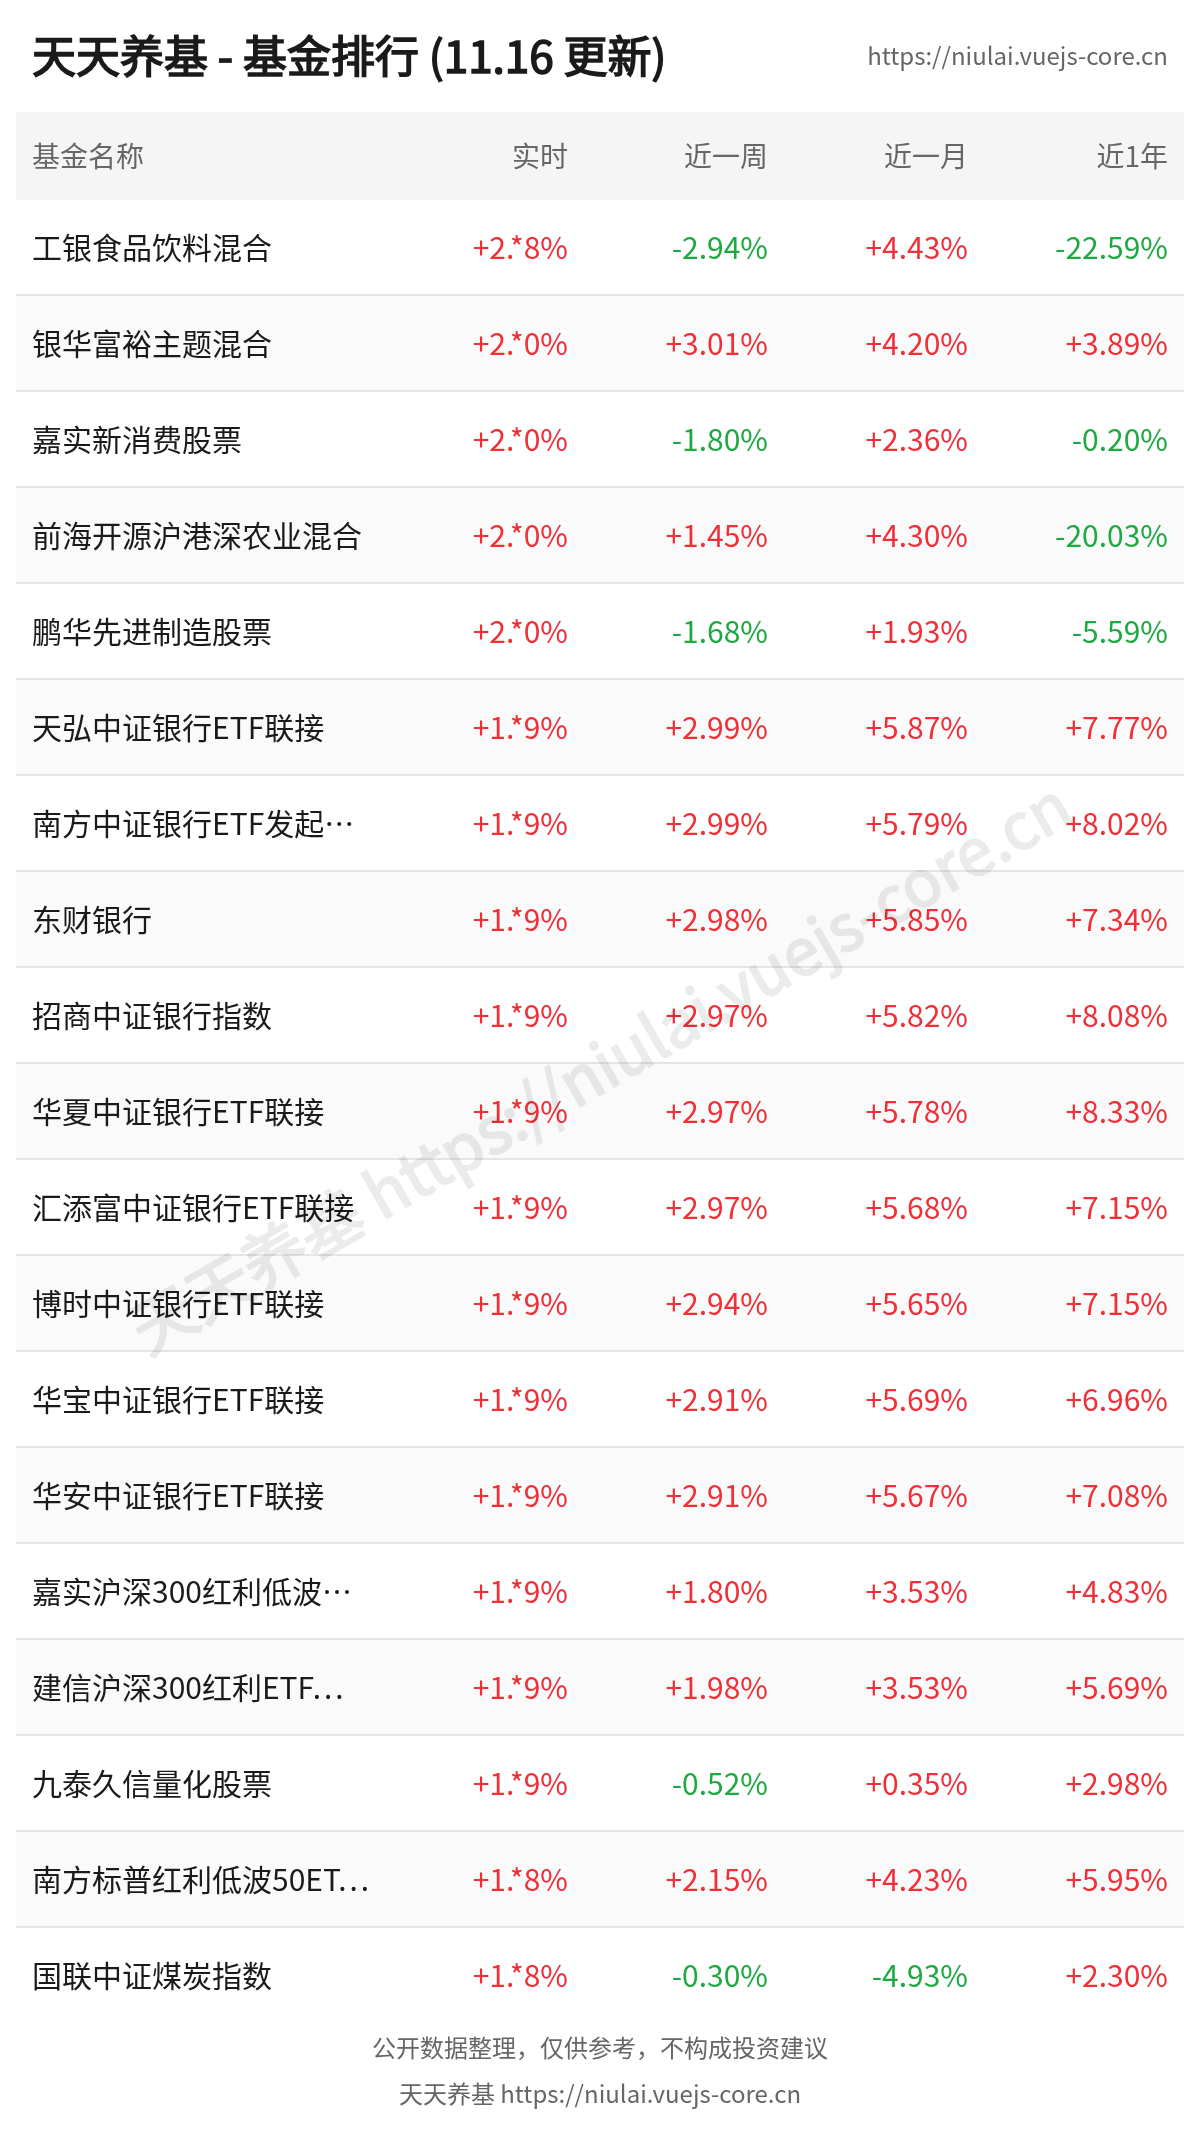 天天养基 - 基金排行 (11.16 更新) https://niulai.vuejs-core.cn
基金名称 实时 近一周 近一月 近1年
工银食品饮料混合 +2.*8% -2.94% +4.43% -22.59%
银华富裕主题混合 +2.*0% +3.01% +4.20% +3.89%
嘉实新消费股票 +2.*0% -1.80% +2.36% -0.20%
前海开源沪港深农业混合 +2.*0% +1.45% +4.30% -20.03%
鹏华先进制造股票 +2.*0% -1.68% +1.93% -5.59%
天弘中证银行ETF联接 +1.*9% +2.99% +5.87% +7.77%
南方中证银行ETF发起… +1.*9% +2.99% +5.79% +8.02%
东财银行 +1.*9% +2.98% +5.85% +7.34%
招商中证银行指数 +1.*9% +2.97% +5.82% +8.08%
华夏中证银行ETF联接 +1.*9% +2.97% +5.78% +8.33%
汇添富中证银行ETF联接 +1.*9% +2.97% +5.68% +7.15%
博时中证银行ETF联接 +1.*9% +2.94% +5.65% +7.15%
华宝中证银行ETF联接 +1.*9% +2.91% +5.69% +6.96%
华安中证银行ETF联接 +1.*9% +2.91% +5.67% +7.08%
嘉实沪深300红利低波… +1.*9% +1.80% +3.53% +4.83%
建信沪深300红利ETF… +1.*9% +1.98% +3.53% +5.69%
九泰久信量化股票 +1.*9% -0.52% +0.35% +2.98%
南方标普红利低波50ET… +1.*8% +2.15% +4.23% +5.95%
国联中证煤炭指数 +1.*8% -0.30% -4.93% +2.30%
公开数据整理，仅供参考，不构成投资建议
天天养基 https://niulai.vuejs-core.cn
天天养基 https://niulai.vuejs-core.cn